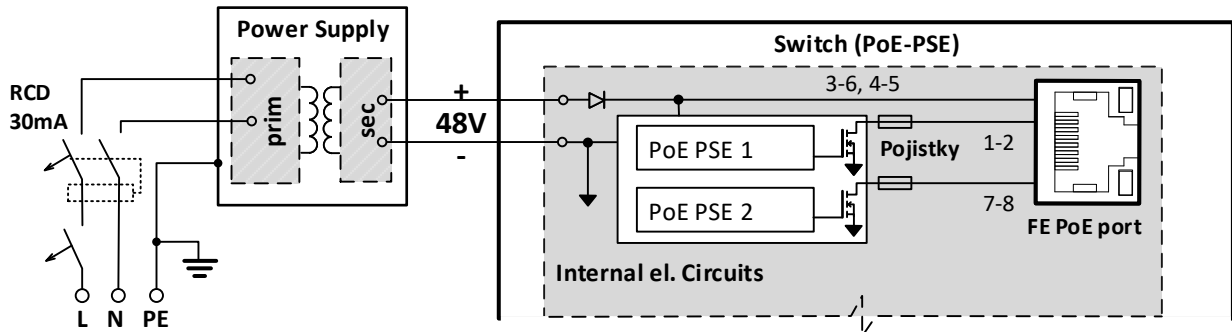 Power Supply
Switch (PoE-PSE)
RCD
30mA
prim
sec
+
48V
-
3-6, 4-5
PoE PSE 1
Pojistky
1-2
PoE PSE 2
7-8
FE PoE port
Internal el. Circuits
L N PE